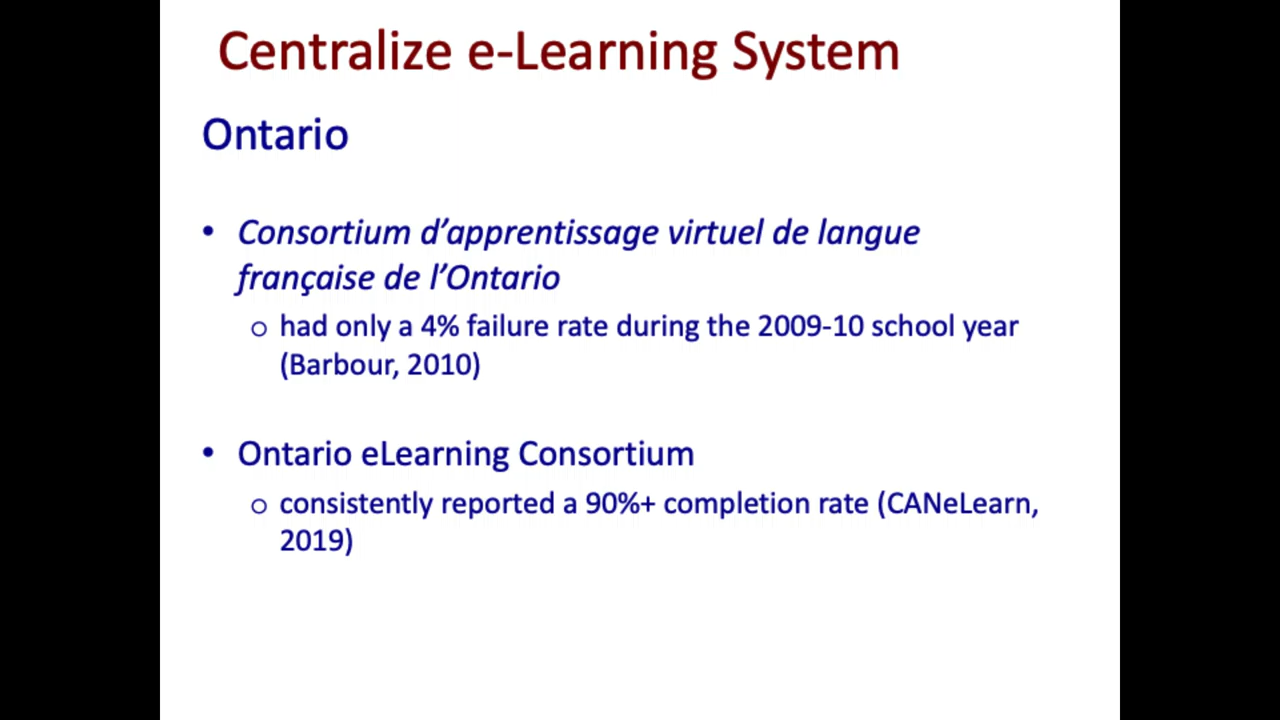 Centralize e-Learning System
Ontario
• Consortium d’apprentissage virtuel de langue
française de l’Ontario
o had only a 4% failure rate during the 2009-10 school year
(Barbour, 2010)
• Ontario eLearning Consortium
o consistently reported a 90%+ completion rate (CANeLearn,
2019)